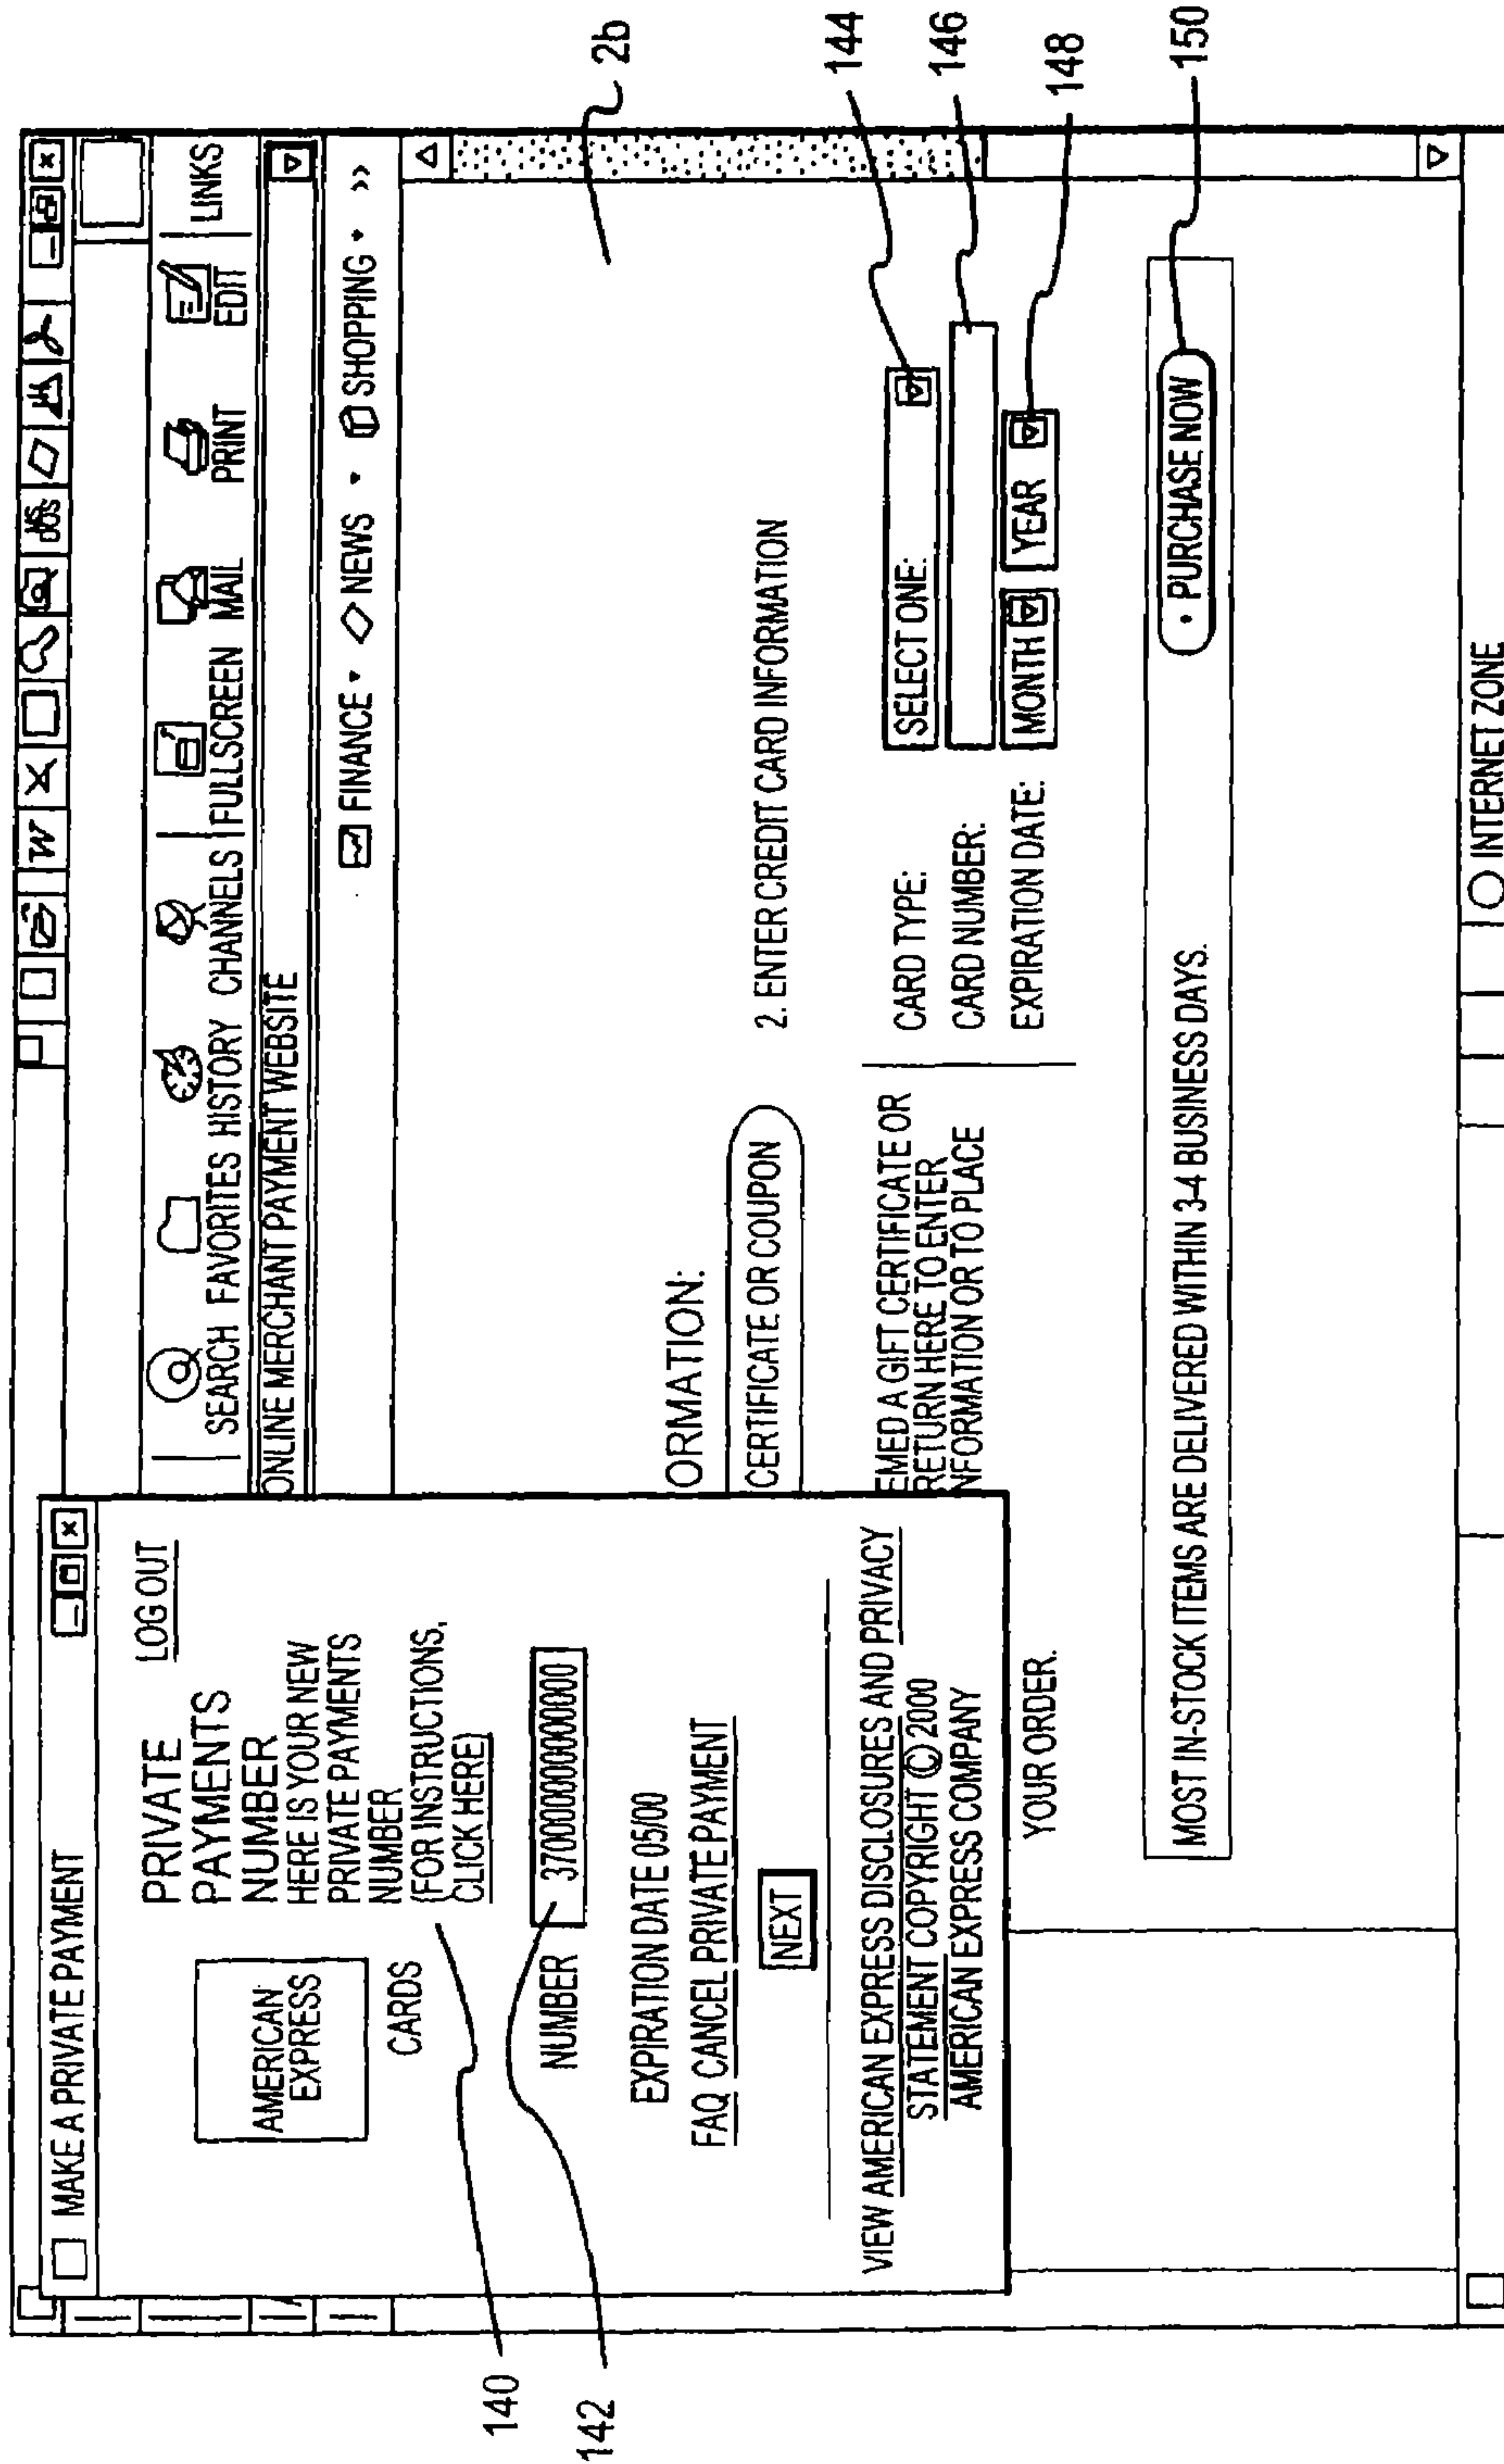 MS
DOS
MAKE A PRIVATE PAYMENT
LOG OUT
PRIVATE
PAYMENTS
NUMBER
HERE IS YOUR NEW
PRIVATE PAYMENTS
NUMBER
(FOR INSTRUCTIONS,
CLICK HERE)
AMERICAN
EXPRESS
CARDS
NUMBER 370000000000000
EXPIRATION DATE 05/00
FAQ CANCEL PRIVATE PAYMENT
NEXT
VIEW AMERICAN EXPRESS DISCLOSURES AND PRIVACY
STATEMENT COPYRIGHT © 2000
AMERICAN EXPRESS COMPANY
140
142
SEARCH FAVORITES HISTORY CHANNELS FULLSCREEN MAIL PRINT EDIT LINKS
ONLINE MERCHANT PAYMENT WEBSITE
FINANCE NEWS SHOPPING >>
2b
ORMATION:
CERTIFICATE OR COUPON
2. ENTER CREDIT CARD INFORMATION
EMED A GIFT CERTIFICATE OR
RETURN HERE TO ENTER
NFORMATION OR TO PLACE
YOUR ORDER.
CARD TYPE: SELECT ONE: 144
CARD NUMBER: 146
EXPIRATION DATE: MONTH YEAR 148
MOST IN-STOCK ITEMS ARE DELIVERED WITHIN 3-4 BUSINESS DAYS. • PURCHASE NOW 150
INTERNET ZONE